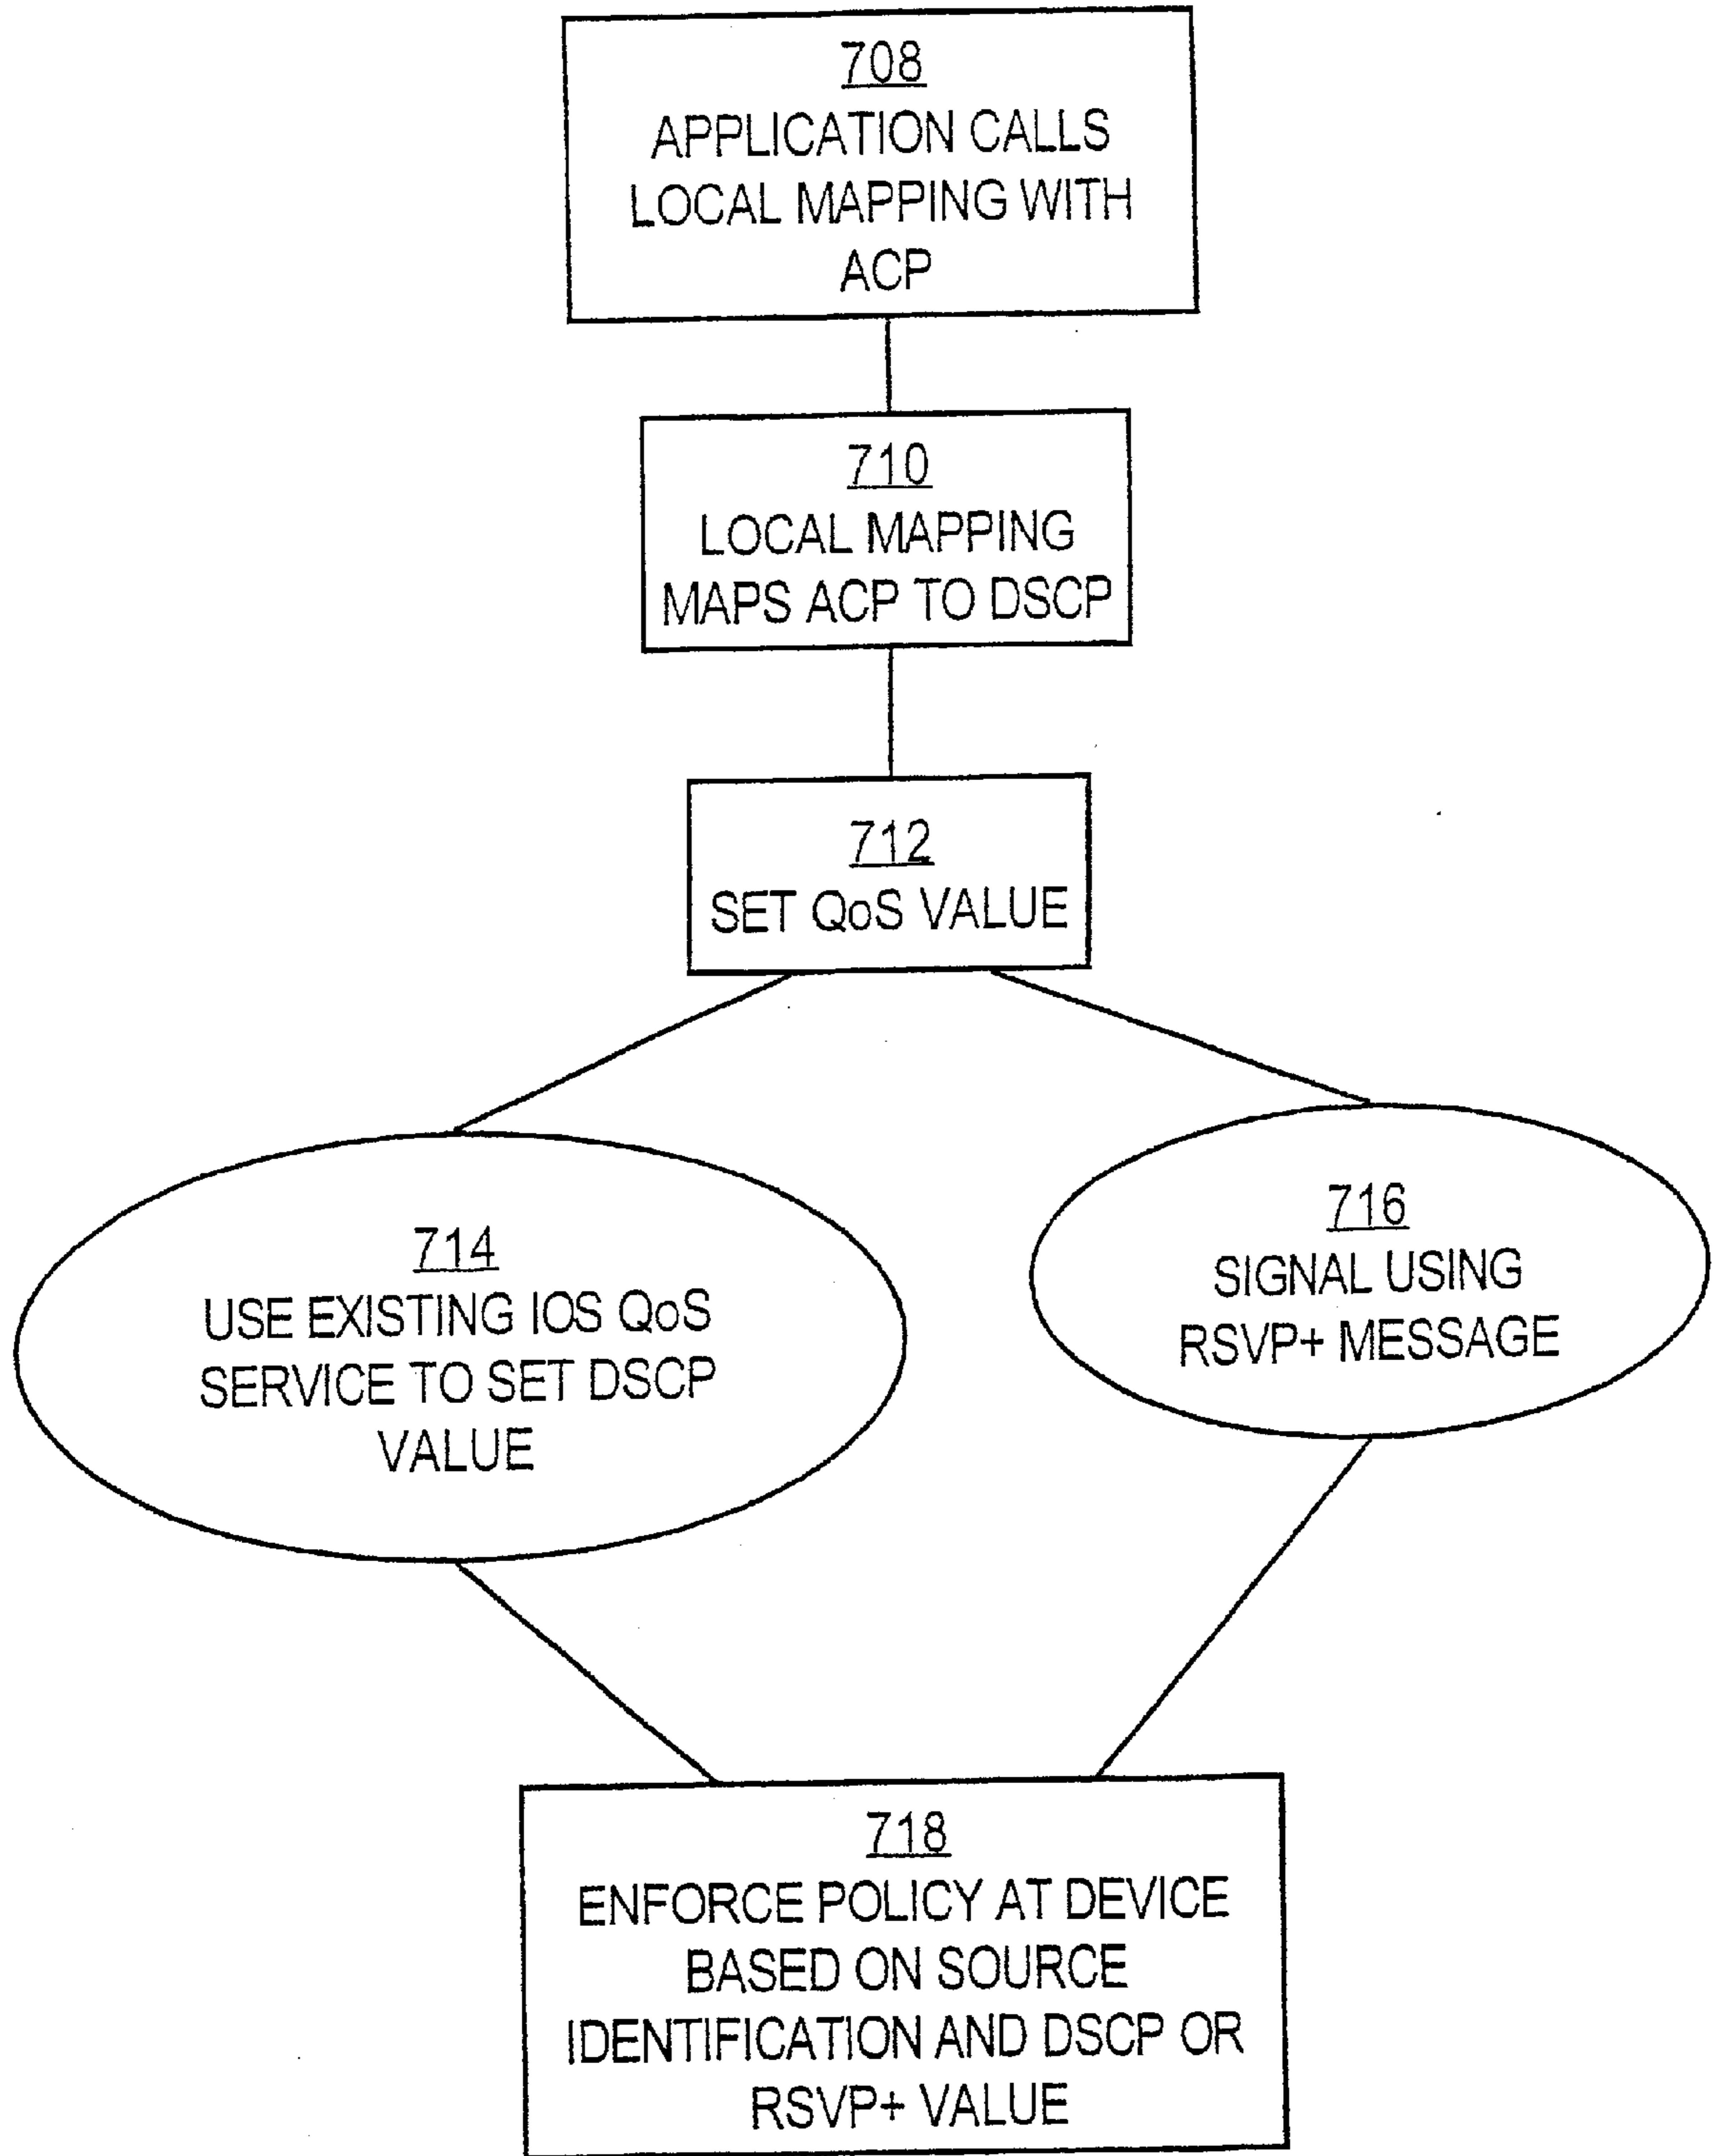 708
APPLICATION CALLS
LOCAL MAPPING WITH
ACP
710
LOCAL MAPPING
MAPS ACP TO DSCP
712
SET QoS VALUE
714
USE EXISTING IOS QoS
SERVICE TO SET DSCP
VALUE
716
SIGNAL USING
RSVP+ MESSAGE
718
ENFORCE POLICY AT DEVICE
BASED ON SOURCE
IDENTIFICATION AND DSCP OR
RSVP+ VALUE